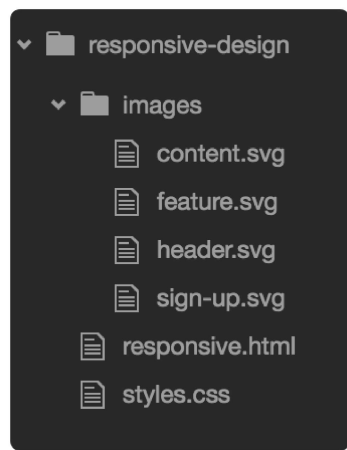 responsive-design
images
content.svg
feature.svg
header.svg
sign-up.svg
responsive.html
styles.css